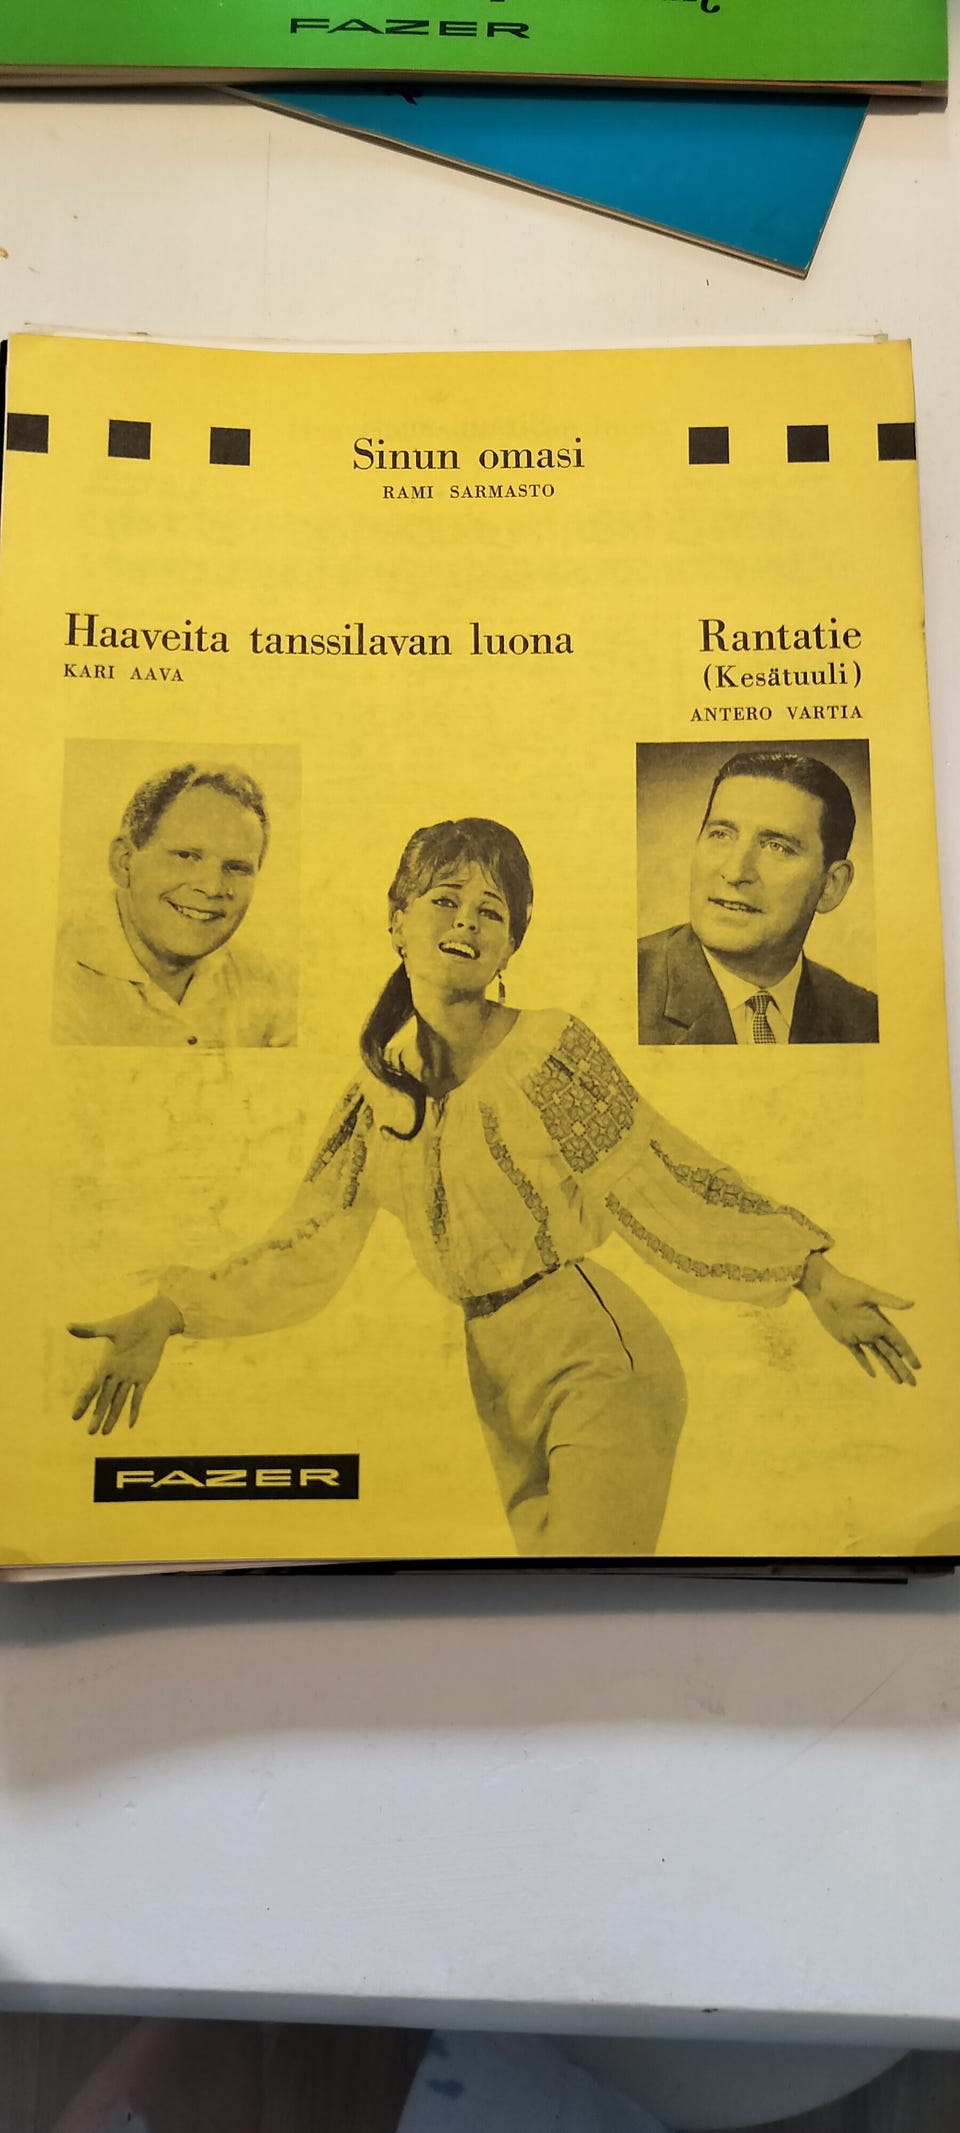 FAZER
Sinun omasi
RAMI SARMASTO
Haaveita tanssilavan luona
KARI AAVA
Rantatie
(Kesätuuli)
ANTERO VARTIA
FAZER